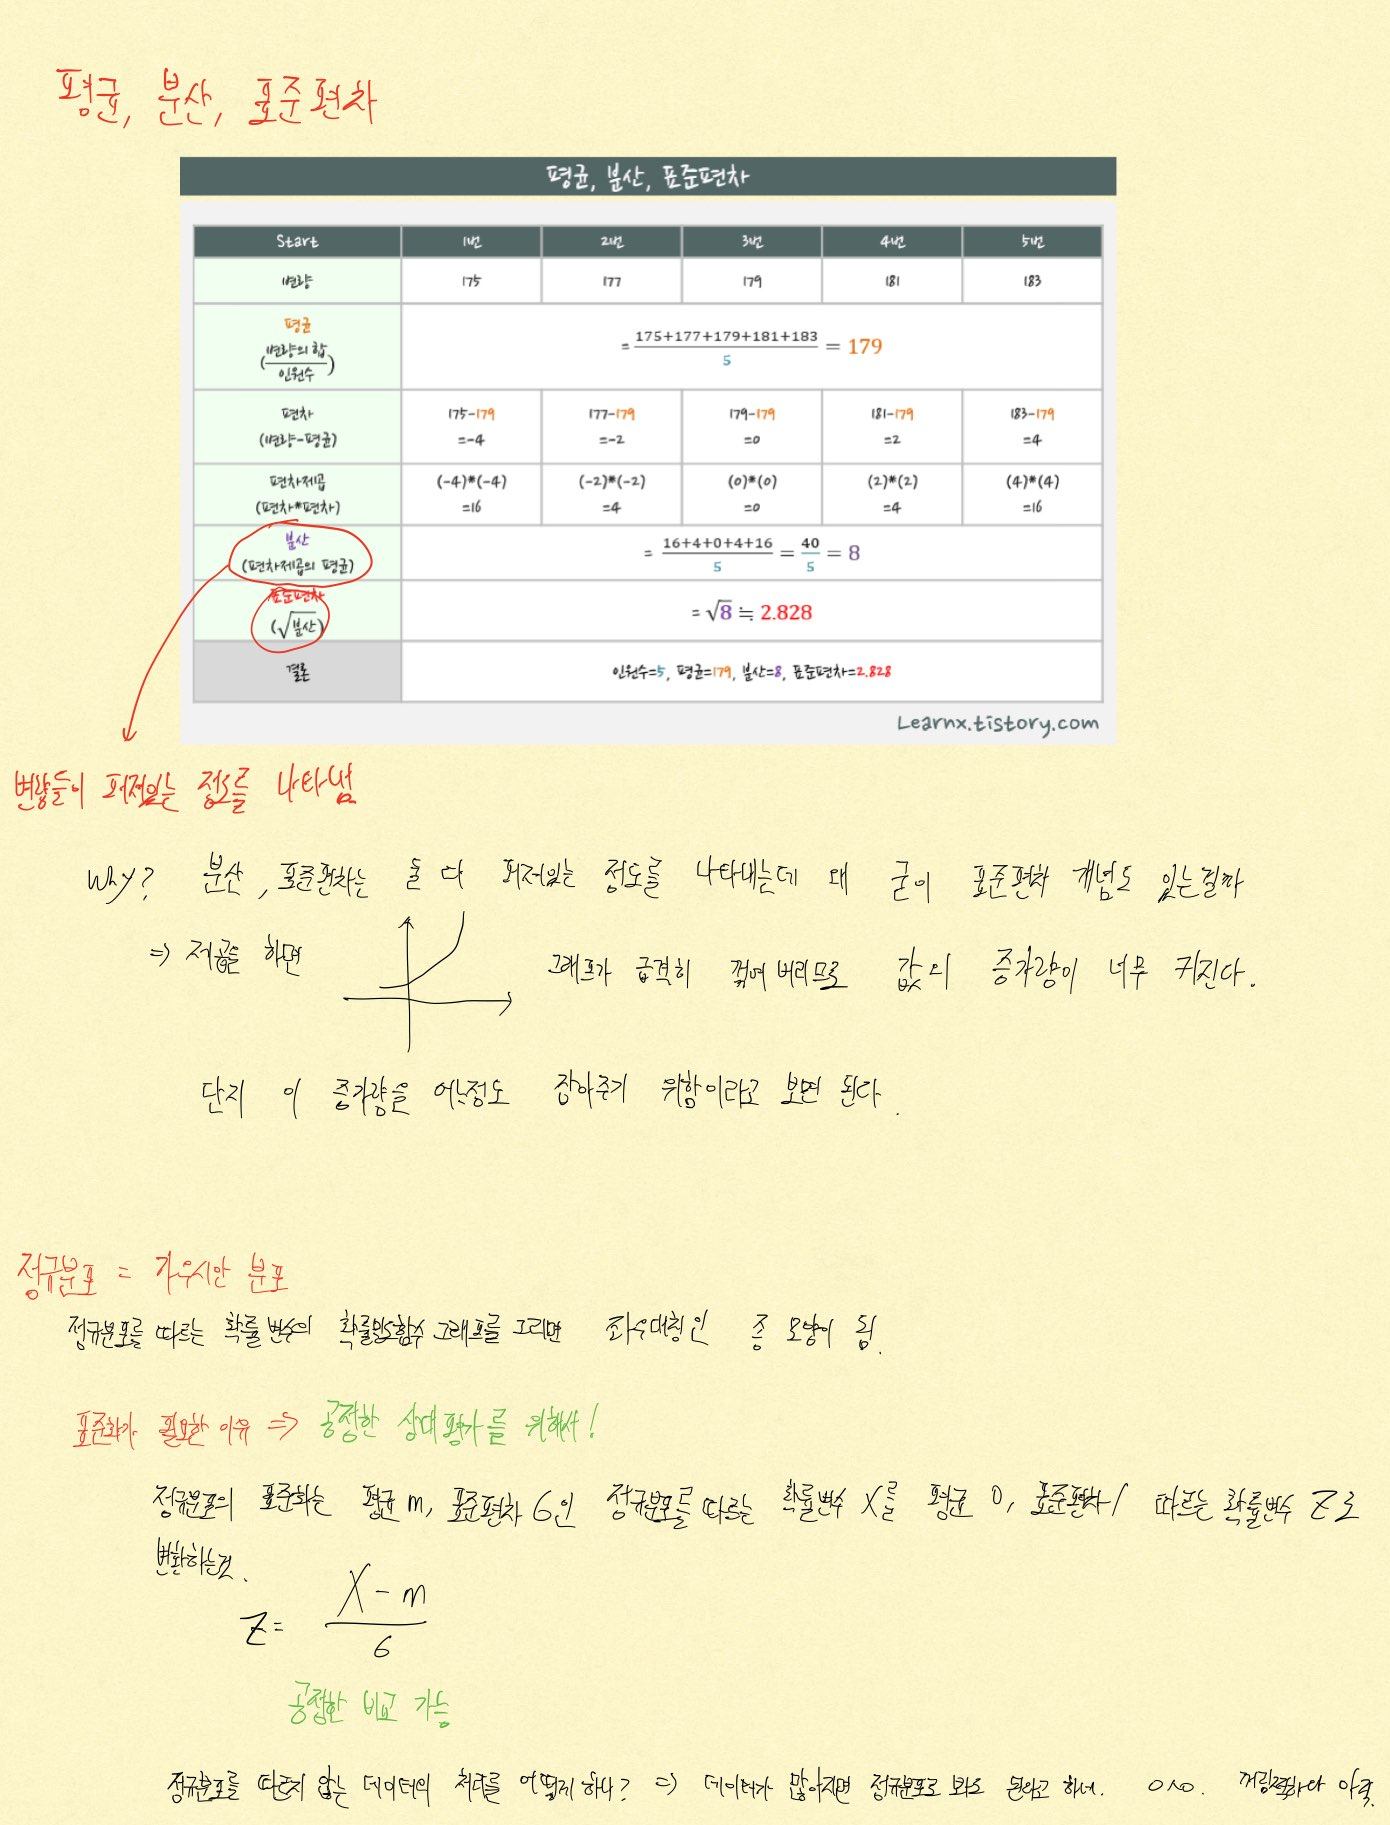 평균, 분산, 표준편차
평균, 분산, 표준편차
Start 1번 2번 3번 4번 5번
변량 175 177 179 181 183
평균
(변량의 합/인원수) = 175+177+179+181+183/5 = 179
편차 175-179 177-179 179-179 181-179 183-179
(변량-평균) =-4 =-2 =0 =2 =4
편차제곱 (-4)*(-4) (-2)*(-2) (0)*(0) (2)*(2) (4)*(4)
(편차*편차) =16 =4 =0 =4 =16
분산
(편차제곱의 평균) = 16+4+0+4+16/5 = 40/5 = 8
표준편차
(√분산) = √8 ≒ 2.828
결론 인원수=5, 평균=179, 분산=8, 표준편차=2.828
Learnx.tistory.com
변량들이 퍼져있는 정도를 나타냄
Why? 분산, 표준편차는 둘 다 퍼져있는 정도를 나타내는데 왜 굳이 표준편차 개념도 있는걸까
⇒ 제곱을 하면 그래프가 급격히 꺾여 버리므로 값의 증가량이 너무 커진다.
단지 이 증가량을 어느정도 잡아주기 위함이라고 보면 된다.
정규분포 = 가우시안 분포
정규분포를 따르는 확률 변수의 확률밀도함수 그래프를 그리면 좌우대칭인 종 모양이 됨.
표준화가 필요한 이유 ⇒ 공정한 상대평가를 위해서!
정규분포의 표준화는 평균 m, 표준편차 6인 정규분포를 따르는 확률변수 X를 평균 0, 표준편차 1 따르는 확률변수 Z로
변환하는것.
Z = X - m / 6
공정한 비교 가능
정규분포를 따르지 않는 데이터의 처리를 어떻게 하나? ⇒ 데이터가 많아지면 정규분포로 봐도 된다고 하네.